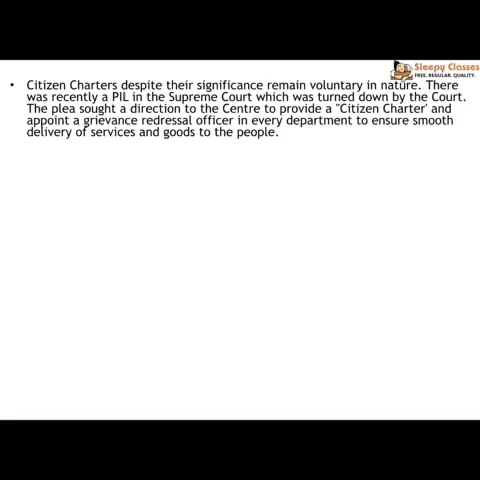 Sleepy Classes
FREE. REGULAR. QUALITY.
• Citizen Charters despite their significance remain voluntary in nature. There
was recently a PIL in the Supreme Court which was turned down by the Court.
The plea sought a direction to the Centre to provide a "Citizen Charter' and
appoint a grievance redressal officer in every department to ensure smooth
delivery of services and goods to the people.